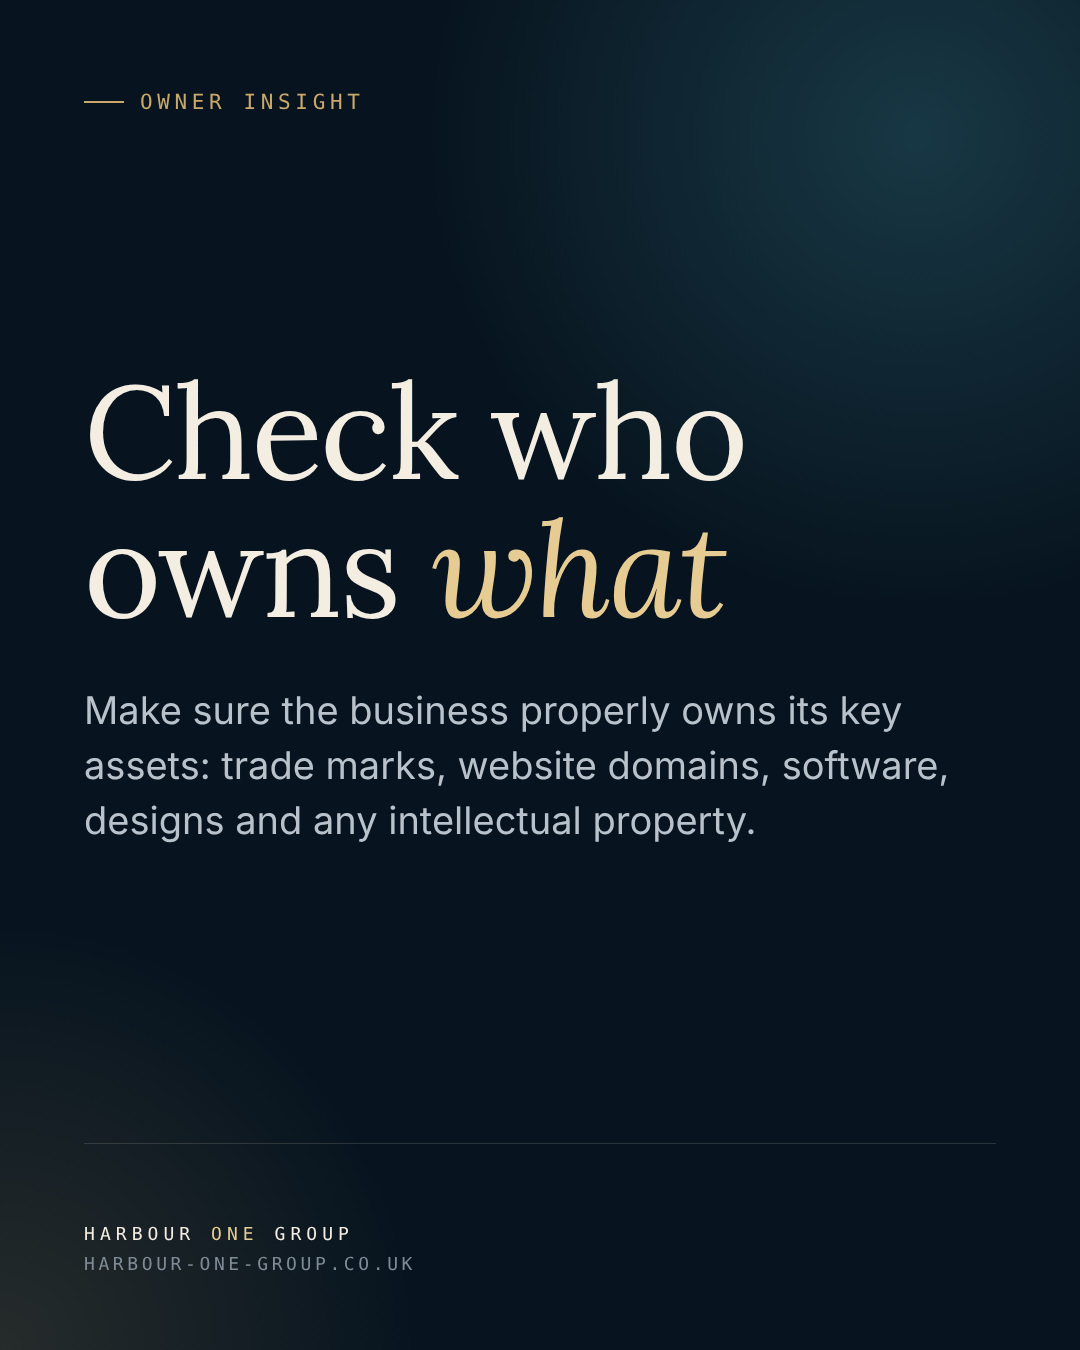 OWNER INSIGHT
Check who
owns what
Make sure the business properly owns its key
assets: trade marks, website domains, software,
designs and any intellectual property.
HARBOUR ONE GROUP
HARBOUR-ONE-GROUP.CO.UK